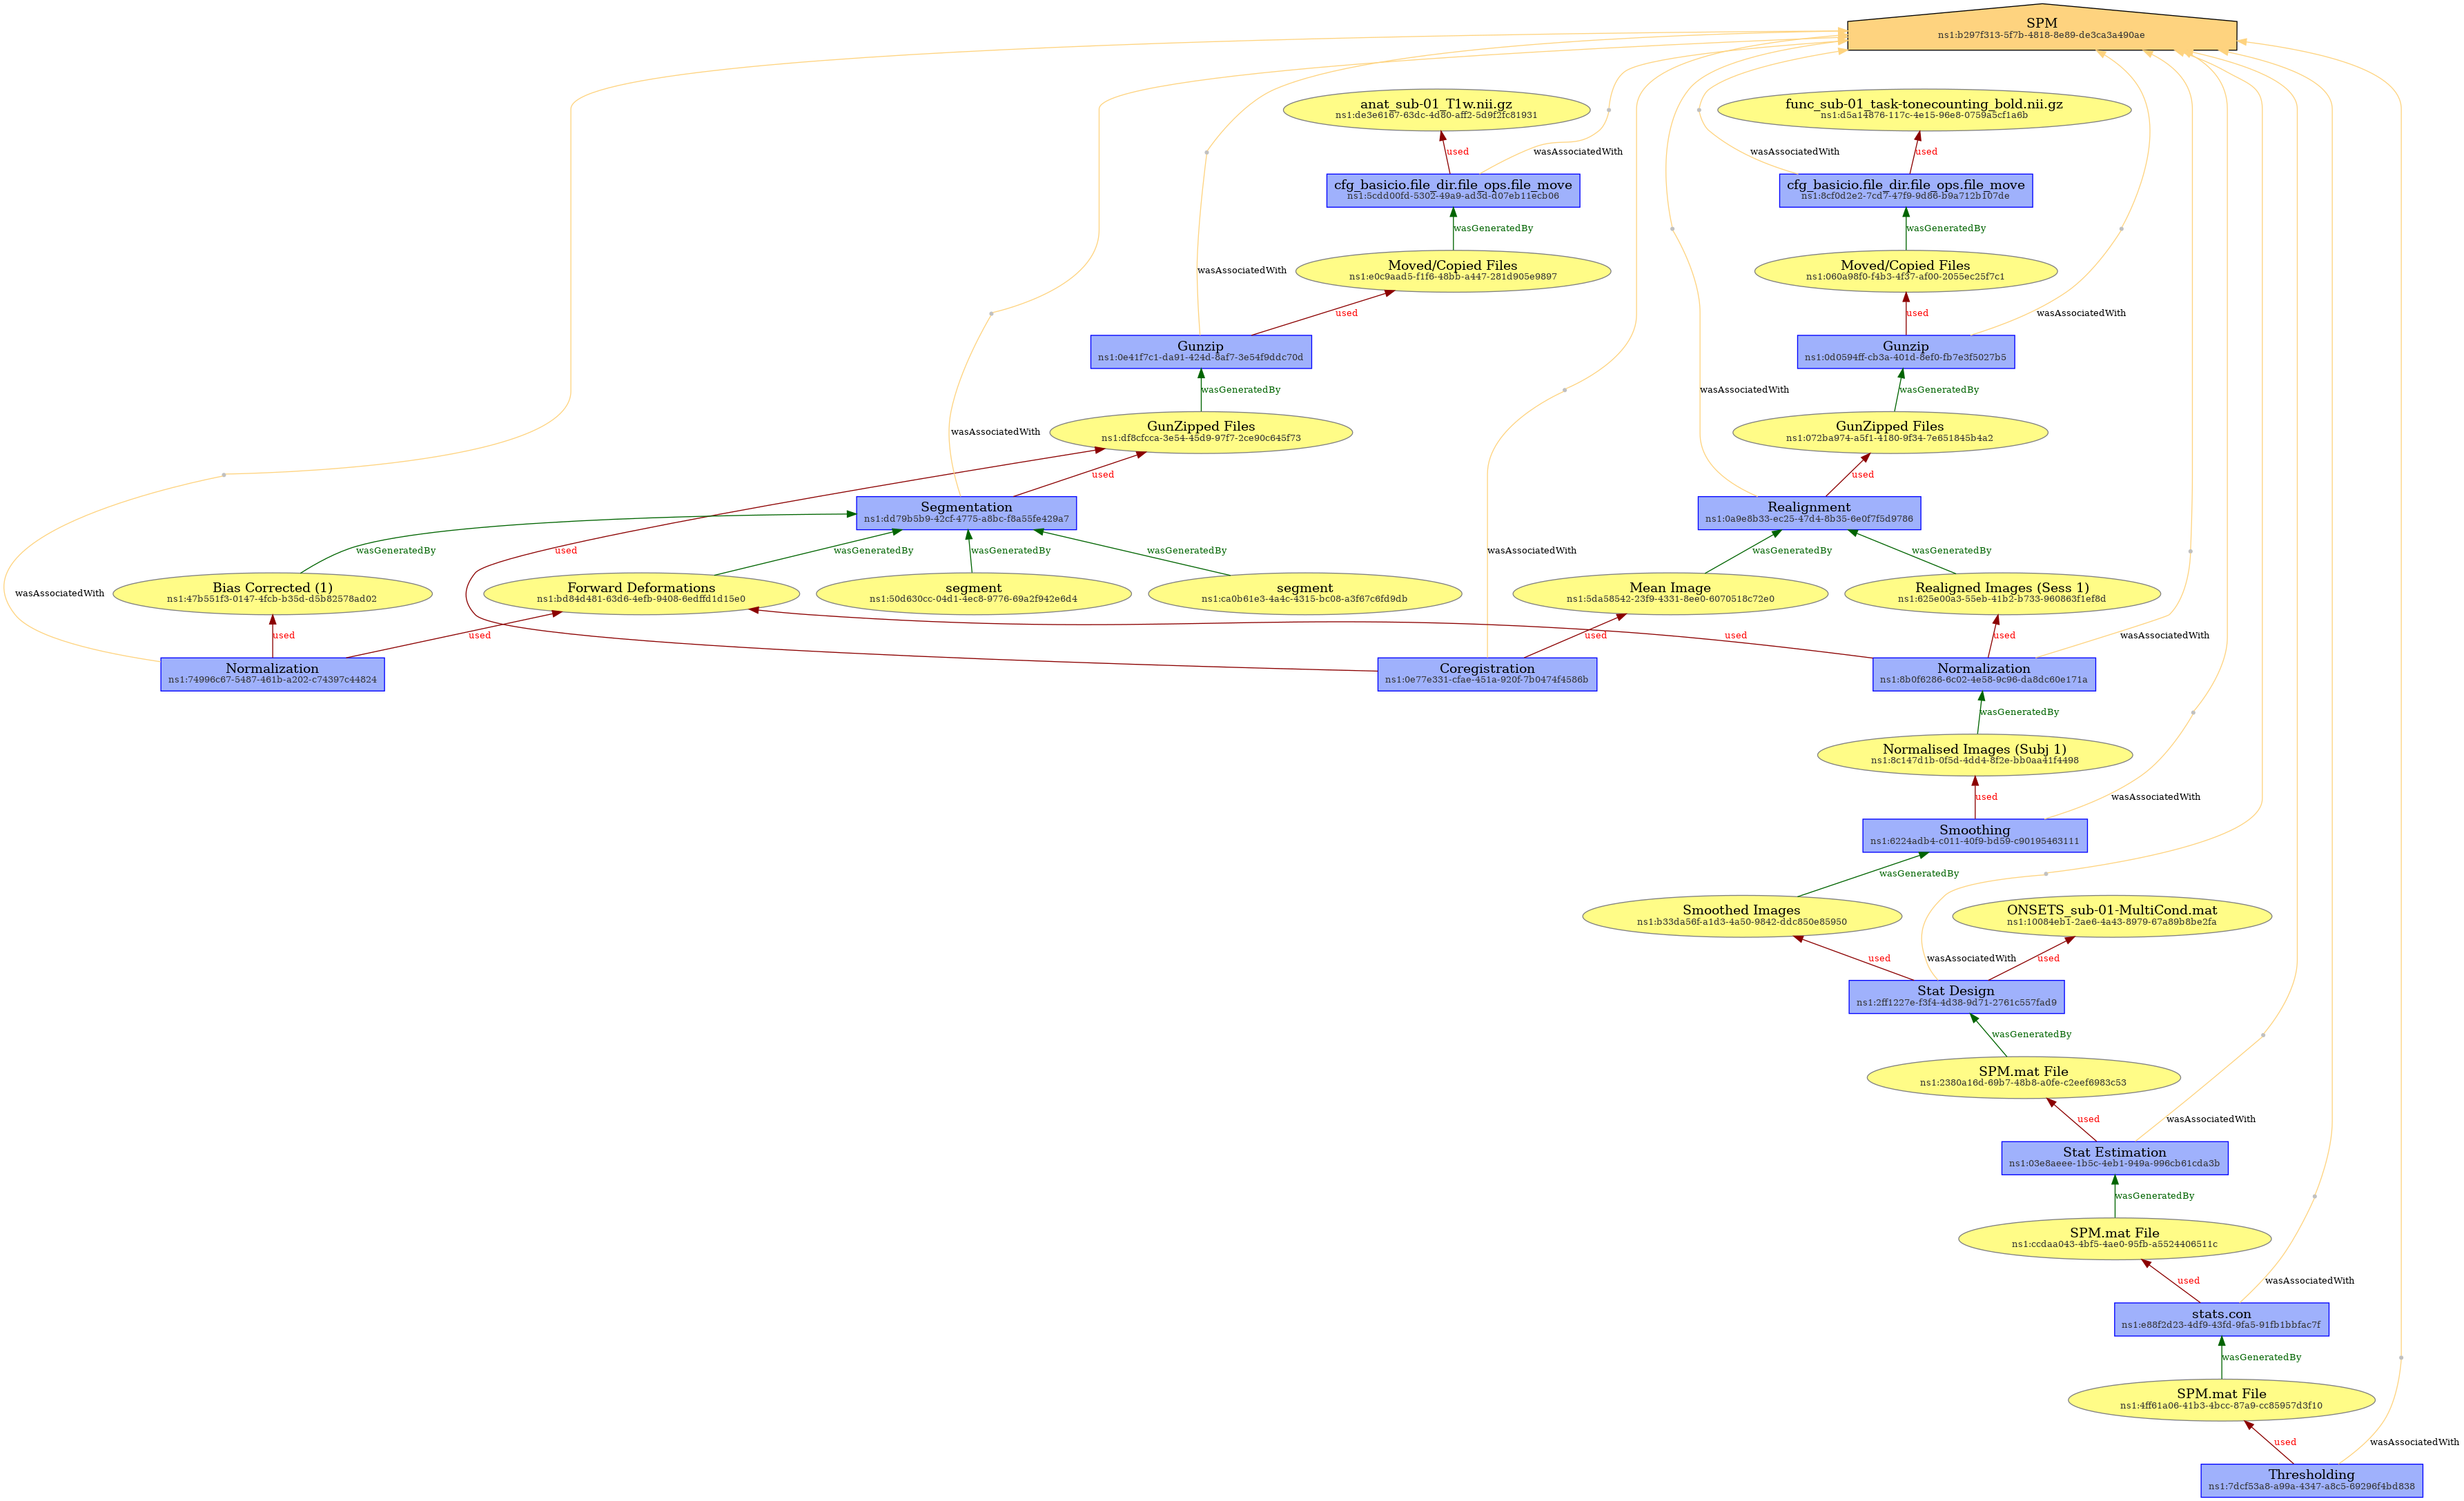 SPM
ns1:b297f313-5f7b-4818-8e89-de3ca3a490ae
anat_sub-01_T1w.nii.gz
ns1:de3e6167-63dc-4d80-aff2-5d9f2fc81931
func_sub-01_task-tonecounting_bold.nii.gz
ns1:d5a14876-117c-4e15-96e8-0759a5cf1a6b
used
wasAssociatedWith
wasAssociatedWith
used
cfg_basicio.file_dir.file_ops.file_move
ns1:5cdd00fd-5302-49a9-ad3d-d07eb11ecb06
cfg_basicio.file_dir.file_ops.file_move
ns1:8cf0d2e2-7cd7-47f9-9d86-b9a712b107de
wasGeneratedBy
wasGeneratedBy
wasAssociatedWith
Moved/Copied Files
ns1:e0c9aad5-f1f6-48bb-a447-281d905e9897
Moved/Copied Files
ns1:060a98f0-f4b3-4f37-af00-2055ec25f7c1
used
used
wasAssociatedWith
Gunzip
ns1:0e41f7c1-da91-424d-8af7-3e54f9ddc70d
Gunzip
ns1:0d0594ff-cb3a-401d-8ef0-fb7e3f5027b5
wasGeneratedBy
wasAssociatedWith
wasGeneratedBy
wasAssociatedWith
GunZipped Files
ns1:df8cfcca-3e54-45d9-97f7-2ce90c645f73
GunZipped Files
ns1:072ba974-a5f1-4180-9f34-7e651845b4a2
used
used
Segmentation
ns1:dd79b5b9-42cf-4775-a8bc-f8a55fe429a7
Realignment
ns1:0a9e8b33-ec25-47d4-8b35-6e0f7f5d9786
wasGeneratedBy
used
wasGeneratedBy
wasGeneratedBy
wasGeneratedBy
wasAssociatedWith
wasGeneratedBy
wasGeneratedBy
wasAssociatedWith
Bias Corrected (1)
ns1:47b551f3-0147-4fcb-b35d-d5b82578ad02
Forward Deformations
ns1:bd84d481-63d6-4efb-9408-6edffd1d15e0
segment
ns1:50d630cc-04d1-4ec8-9776-69a2f942e6d4
segment
ns1:ca0b61e3-4a4c-4315-bc08-a3f67c6fd9db
Mean Image
ns1:5da58542-23f9-4331-8ee0-6070518c72e0
Realigned Images (Sess 1)
ns1:625e00a3-55eb-41b2-b733-960863f1ef8d
used
used
used
used
used
wasAssociatedWith
Normalization
ns1:74996c67-5487-461b-a202-c74397c44824
Coregistration
ns1:0e77e331-cfae-451a-920f-7b0474f4586b
Normalization
ns1:8b0f6286-6c02-4e58-9c96-da8dc60e171a
wasGeneratedBy
Normalised Images (Subj 1)
ns1:8c147d1b-0f5d-4dd4-8f2e-bb0aa41f4498
used
wasAssociatedWith
Smoothing
ns1:6224adb4-c011-40f9-bd59-c90195463111
wasGeneratedBy
Smoothed Images
ns1:b33da56f-a1d3-4a50-9842-ddc850e85950
ONSETS_sub-01-MultiCond.mat
ns1:10084eb1-2ae6-4a43-8979-67a89b8be2fa
used
wasAssociatedWith
used
Stat Design
ns1:2ff1227e-f3f4-4d38-9d71-2761c557fad9
wasGeneratedBy
SPM.mat File
ns1:2380a16d-69b7-48b8-a0fe-c2eef6983c53
used
wasAssociatedWith
Stat Estimation
ns1:03e8aeee-1b5c-4eb1-949a-996cb61cda3b
wasGeneratedBy
SPM.mat File
ns1:ccdaa043-4bf5-4ae0-95fb-a5524406511c
used
wasAssociatedWith
stats.con
ns1:e88f2d23-4df9-43fd-9fa5-91fb1bbfac7f
wasGeneratedBy
SPM.mat File
ns1:4ff61a06-41b3-4bcc-87a9-cc85957d3f10
used
wasAssociatedWith
Thresholding
ns1:7dcf53a8-a99a-4347-a8c5-69296f4bd838